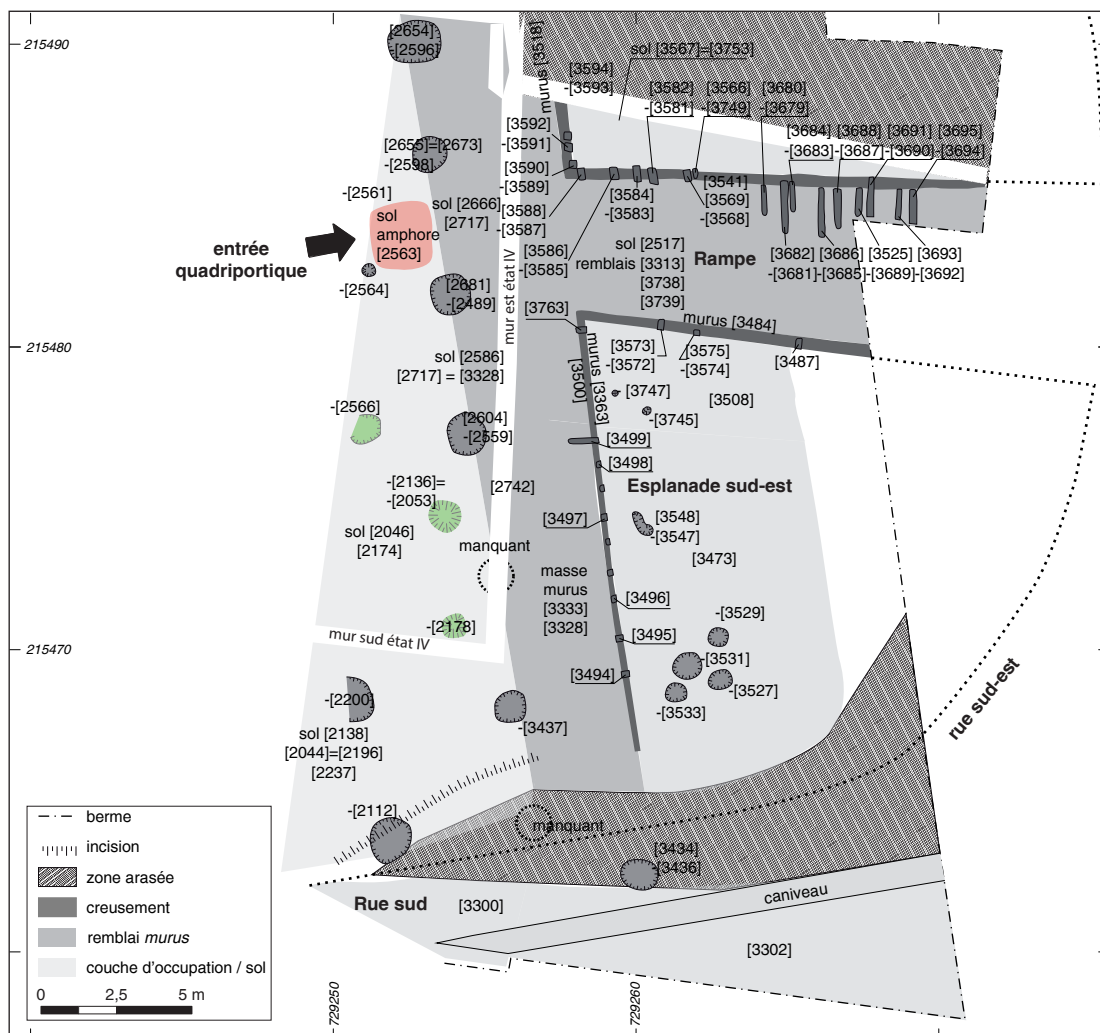 215490
[2654]
-[2596]
murus [3518]
sol [3567]=[3753]
[3594]
-[3593]
[3582]
-[3581]
[3566]
-[3749]
[3680]
-[3679]
[3592]
-[3591]
[3684]
-[3683]
[3688]
-[3687]
[3691]
-[3690]
[3695]
-[3694]
[2655]=[2673]
-[2598]
[3590]
-[3589]
-[2561]
sol
amphore
[2563]
sol [2666]
[2717]
[3588]
-[3587]
[3584]
-[3583]
[3541]
[3569]
-[3568]
entrée
quadriportique
[3586]
-[3585]
sol [2517]
remblais [3313]
[3738]
[3739]
Rampe
[3682]
-[3681]
[3686]
-[3685]
[3525]
-[3689]
[3693]
-[3692]
-[2564]
[2681]
-[2489]
mur est état IV
[3763]
murus [3484]
215480
sol [2586]
[2717] = [3328]
murus [3363]
[3500]
[3573]
-[3572]
[3575]
-[3574]
[3487]
-[3747]
[3508]
-[3745]
-[2566]
[2604]
-[2559]
[3499]
[3498]
-[2136]=
-[2053]
[2742]
Esplanade sud-est
sol [2046]
[2174]
manquant
[3497]
[3548]
-[3547]
[3473]
masse
murus
[3333]
[3328]
[3496]
-[3529]
-[2178]
mur sud état IV
[3495]
215470
-[3531]
[3494]
-[3527]
-[3533]
rue sud-est
-[2200]
sol [2138]
[2044]=[2196]
[2237]
-[3437]
-[2112]
manquant
[3434]
-[3436]
Rue sud
[3300]
caniveau
[3302]
berme
incision
zone arasée
creusement
remblai murus
couche d'occupation / sol
0 2,5 5 m
729250
729260